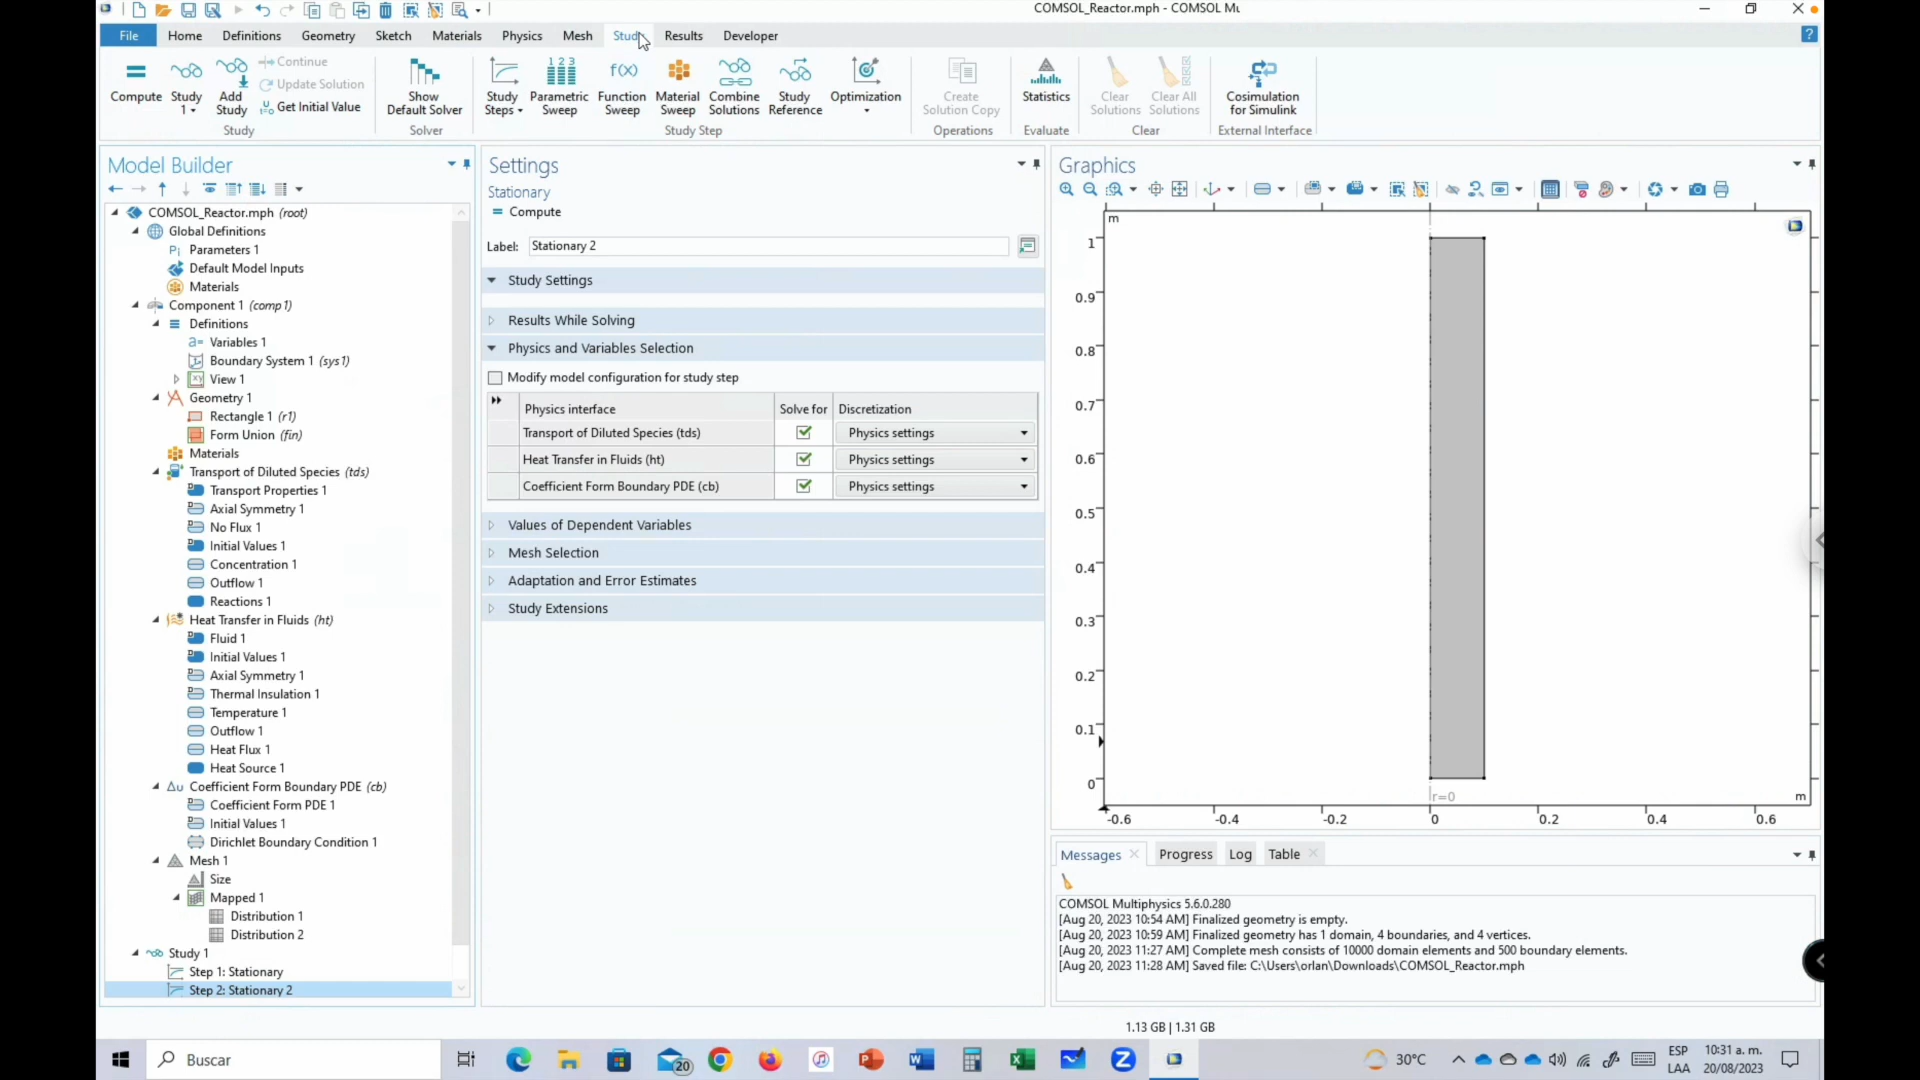 COMSOL_Reactor.mph - COMSOL Mu
File Home Definitions Geometry Sketch Materials Physics Mesh Study Results Developer
Continue
Update Solution
Get Initial Value
Compute
Study
1
Add
Study
Show
Default Solver
Study
Steps
1 2 3
Parametric
Sweep
f(x)
Function
Sweep
Material
Sweep
Combine
Solutions
Study
Reference
Optimization
Create
Solution Copy
Statistics
Clear
Solutions
Clear All
Solutions
Cosimulation
for Simulink
Study Solver Study Step Operations Evaluate Clear External Interface
Model Builder
COMSOL_Reactor.mph (root)
Global Definitions
Pi Parameters 1
Default Model Inputs
Materials
Component 1 (comp1)
Definitions
a= Variables 1
Boundary System 1 (sys1)
View 1
Geometry 1
Rectangle 1 (r1)
Form Union (fin)
Materials
Transport of Diluted Species (tds)
Transport Properties 1
Axial Symmetry 1
No Flux 1
Initial Values 1
Concentration 1
Outflow 1
Reactions 1
Heat Transfer in Fluids (ht)
Fluid 1
Initial Values 1
Axial Symmetry 1
Thermal Insulation 1
Temperature 1
Outflow 1
Heat Flux 1
Heat Source 1
Δu Coefficient Form Boundary PDE (cb)
Coefficient Form PDE 1
Initial Values 1
Dirichlet Boundary Condition 1
Mesh 1
Size
Mapped 1
Distribution 1
Distribution 2
Study 1
Step 1: Stationary
Step 2: Stationary 2
Settings
Stationary
= Compute
Label: Stationary 2
Study Settings
Results While Solving
Physics and Variables Selection
Modify model configuration for study step
Physics interface Solve for Discretization
Transport of Diluted Species (tds) Physics settings
Heat Transfer in Fluids (ht) Physics settings
Coefficient Form Boundary PDE (cb) Physics settings
Values of Dependent Variables
Mesh Selection
Adaptation and Error Estimates
Study Extensions
Graphics
m
1
0.9
0.8
0.7
0.6
0.5
0.4
0.3
0.2
0.1
0
r=0
m
-0.6 -0.4 -0.2 0 0.2 0.4 0.6
Messages Progress Log Table
COMSOL Multiphysics 5.6.0.280
[Aug 20, 2023 10:54 AM] Finalized geometry is empty.
[Aug 20, 2023 10:59 AM] Finalized geometry has 1 domain, 4 boundaries, and 4 vertices.
[Aug 20, 2023 11:27 AM] Complete mesh consists of 10000 domain elements and 500 boundary elements.
[Aug 20, 2023 11:28 AM] Saved file: C:\Users\orlan\Downloads\COMSOL_Reactor.mph
1.13 GB | 1.31 GB
Buscar
20
30°C
ESP
LAA
10:31 a. m.
20/08/2023